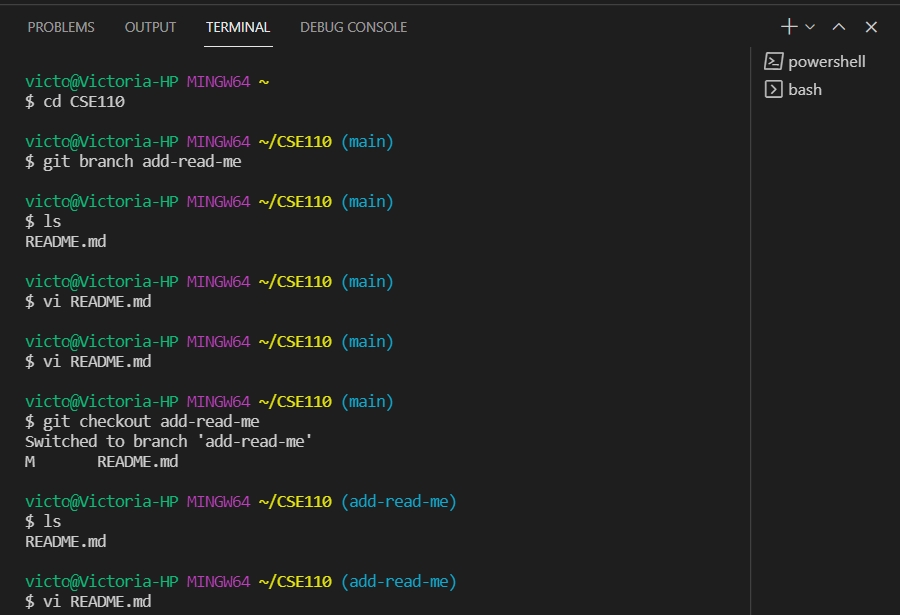 PROBLEMS OUTPUT TERMINAL DEBUG CONSOLE
powershell
bash
victo@Victoria-HP MINGW64 ~
$ cd CSE110
victo@Victoria-HP MINGW64 ~/CSE110 (main)
$ git branch add-read-me
victo@Victoria-HP MINGW64 ~/CSE110 (main)
$ ls
README.md
victo@Victoria-HP MINGW64 ~/CSE110 (main)
$ vi README.md
victo@Victoria-HP MINGW64 ~/CSE110 (main)
$ vi README.md
victo@Victoria-HP MINGW64 ~/CSE110 (main)
$ git checkout add-read-me
Switched to branch 'add-read-me'
M       README.md
victo@Victoria-HP MINGW64 ~/CSE110 (add-read-me)
$ ls
README.md
victo@Victoria-HP MINGW64 ~/CSE110 (add-read-me)
$ vi README.md